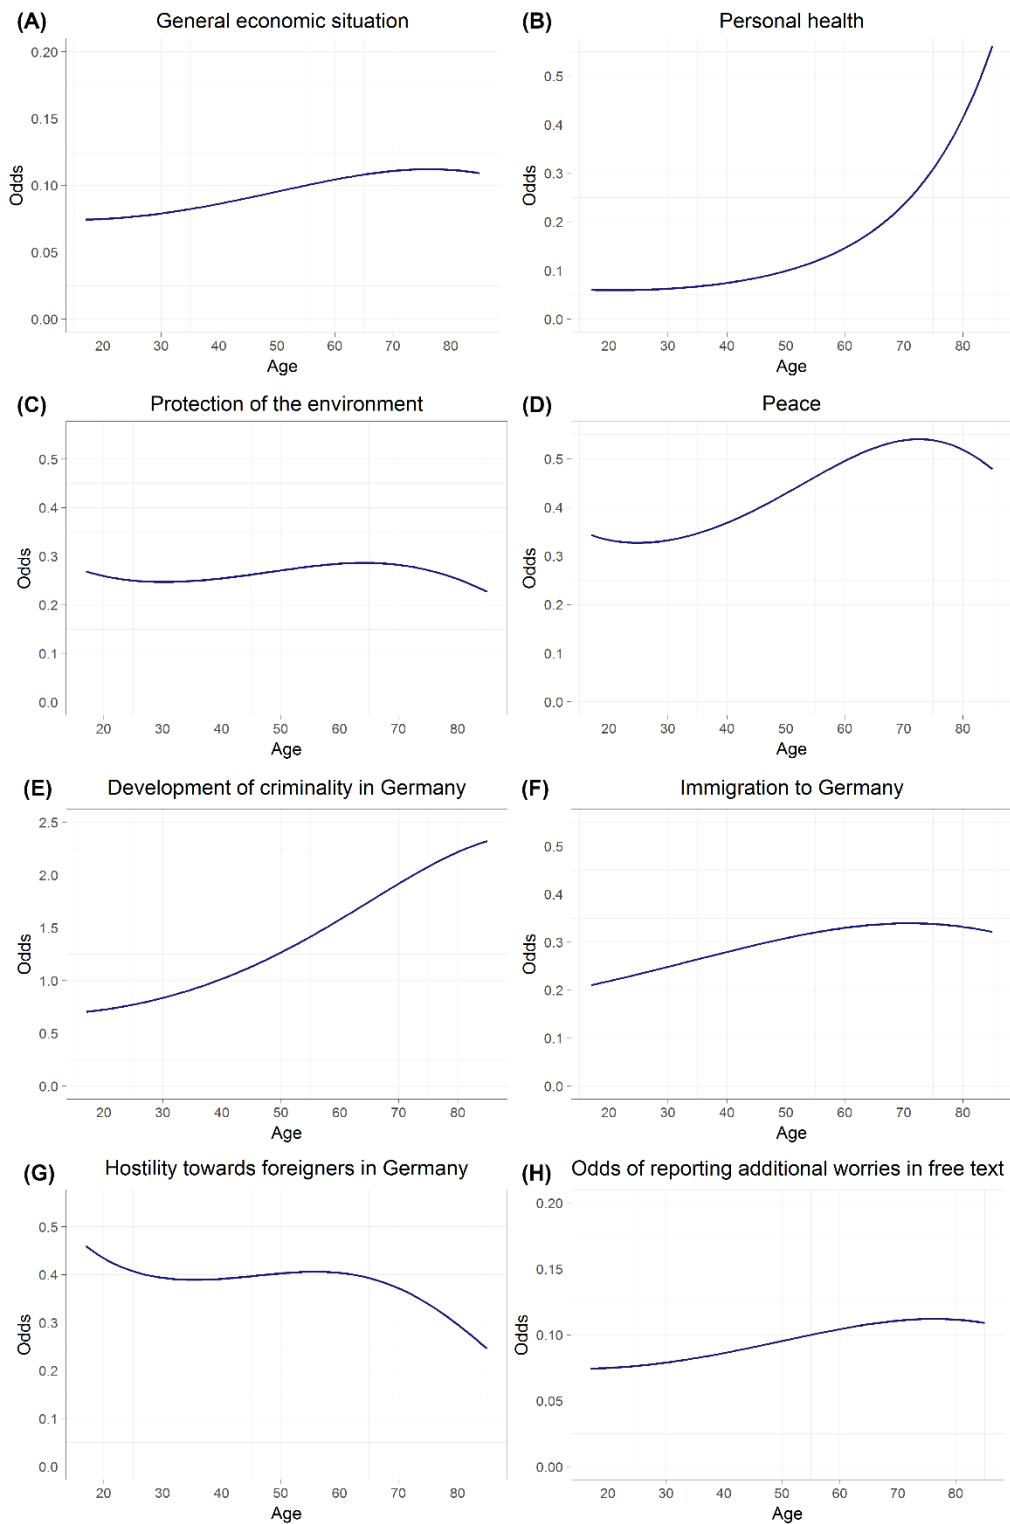 (A) General economic situation
0.20
0.15
0.10
0.05
0.00
Odds
20 30 40 50 60 70 80
Age
(B) Personal health
0.5
0.4
0.3
0.2
0.1
0.0
Odds
20 30 40 50 60 70 80
Age
(C) Protection of the environment
0.5
0.4
0.3
0.2
0.1
0.0
Odds
20 30 40 50 60 70 80
Age
(D) Peace
0.5
0.4
0.3
0.2
0.1
0.0
Odds
20 30 40 50 60 70 80
Age
(E) Development of criminality in Germany
2.5
2.0
1.5
1.0
0.5
0.0
Odds
20 30 40 50 60 70 80
Age
(F) Immigration to Germany
0.5
0.4
0.3
0.2
0.1
0.0
Odds
20 30 40 50 60 70 80
Age
(G) Hostility towards foreigners in Germany
0.5
0.4
0.3
0.2
0.1
0.0
Odds
20 30 40 50 60 70 80
Age
(H) Odds of reporting additional worries in free text
0.20
0.15
0.10
0.05
0.00
Odds
20 30 40 50 60 70 80
Age